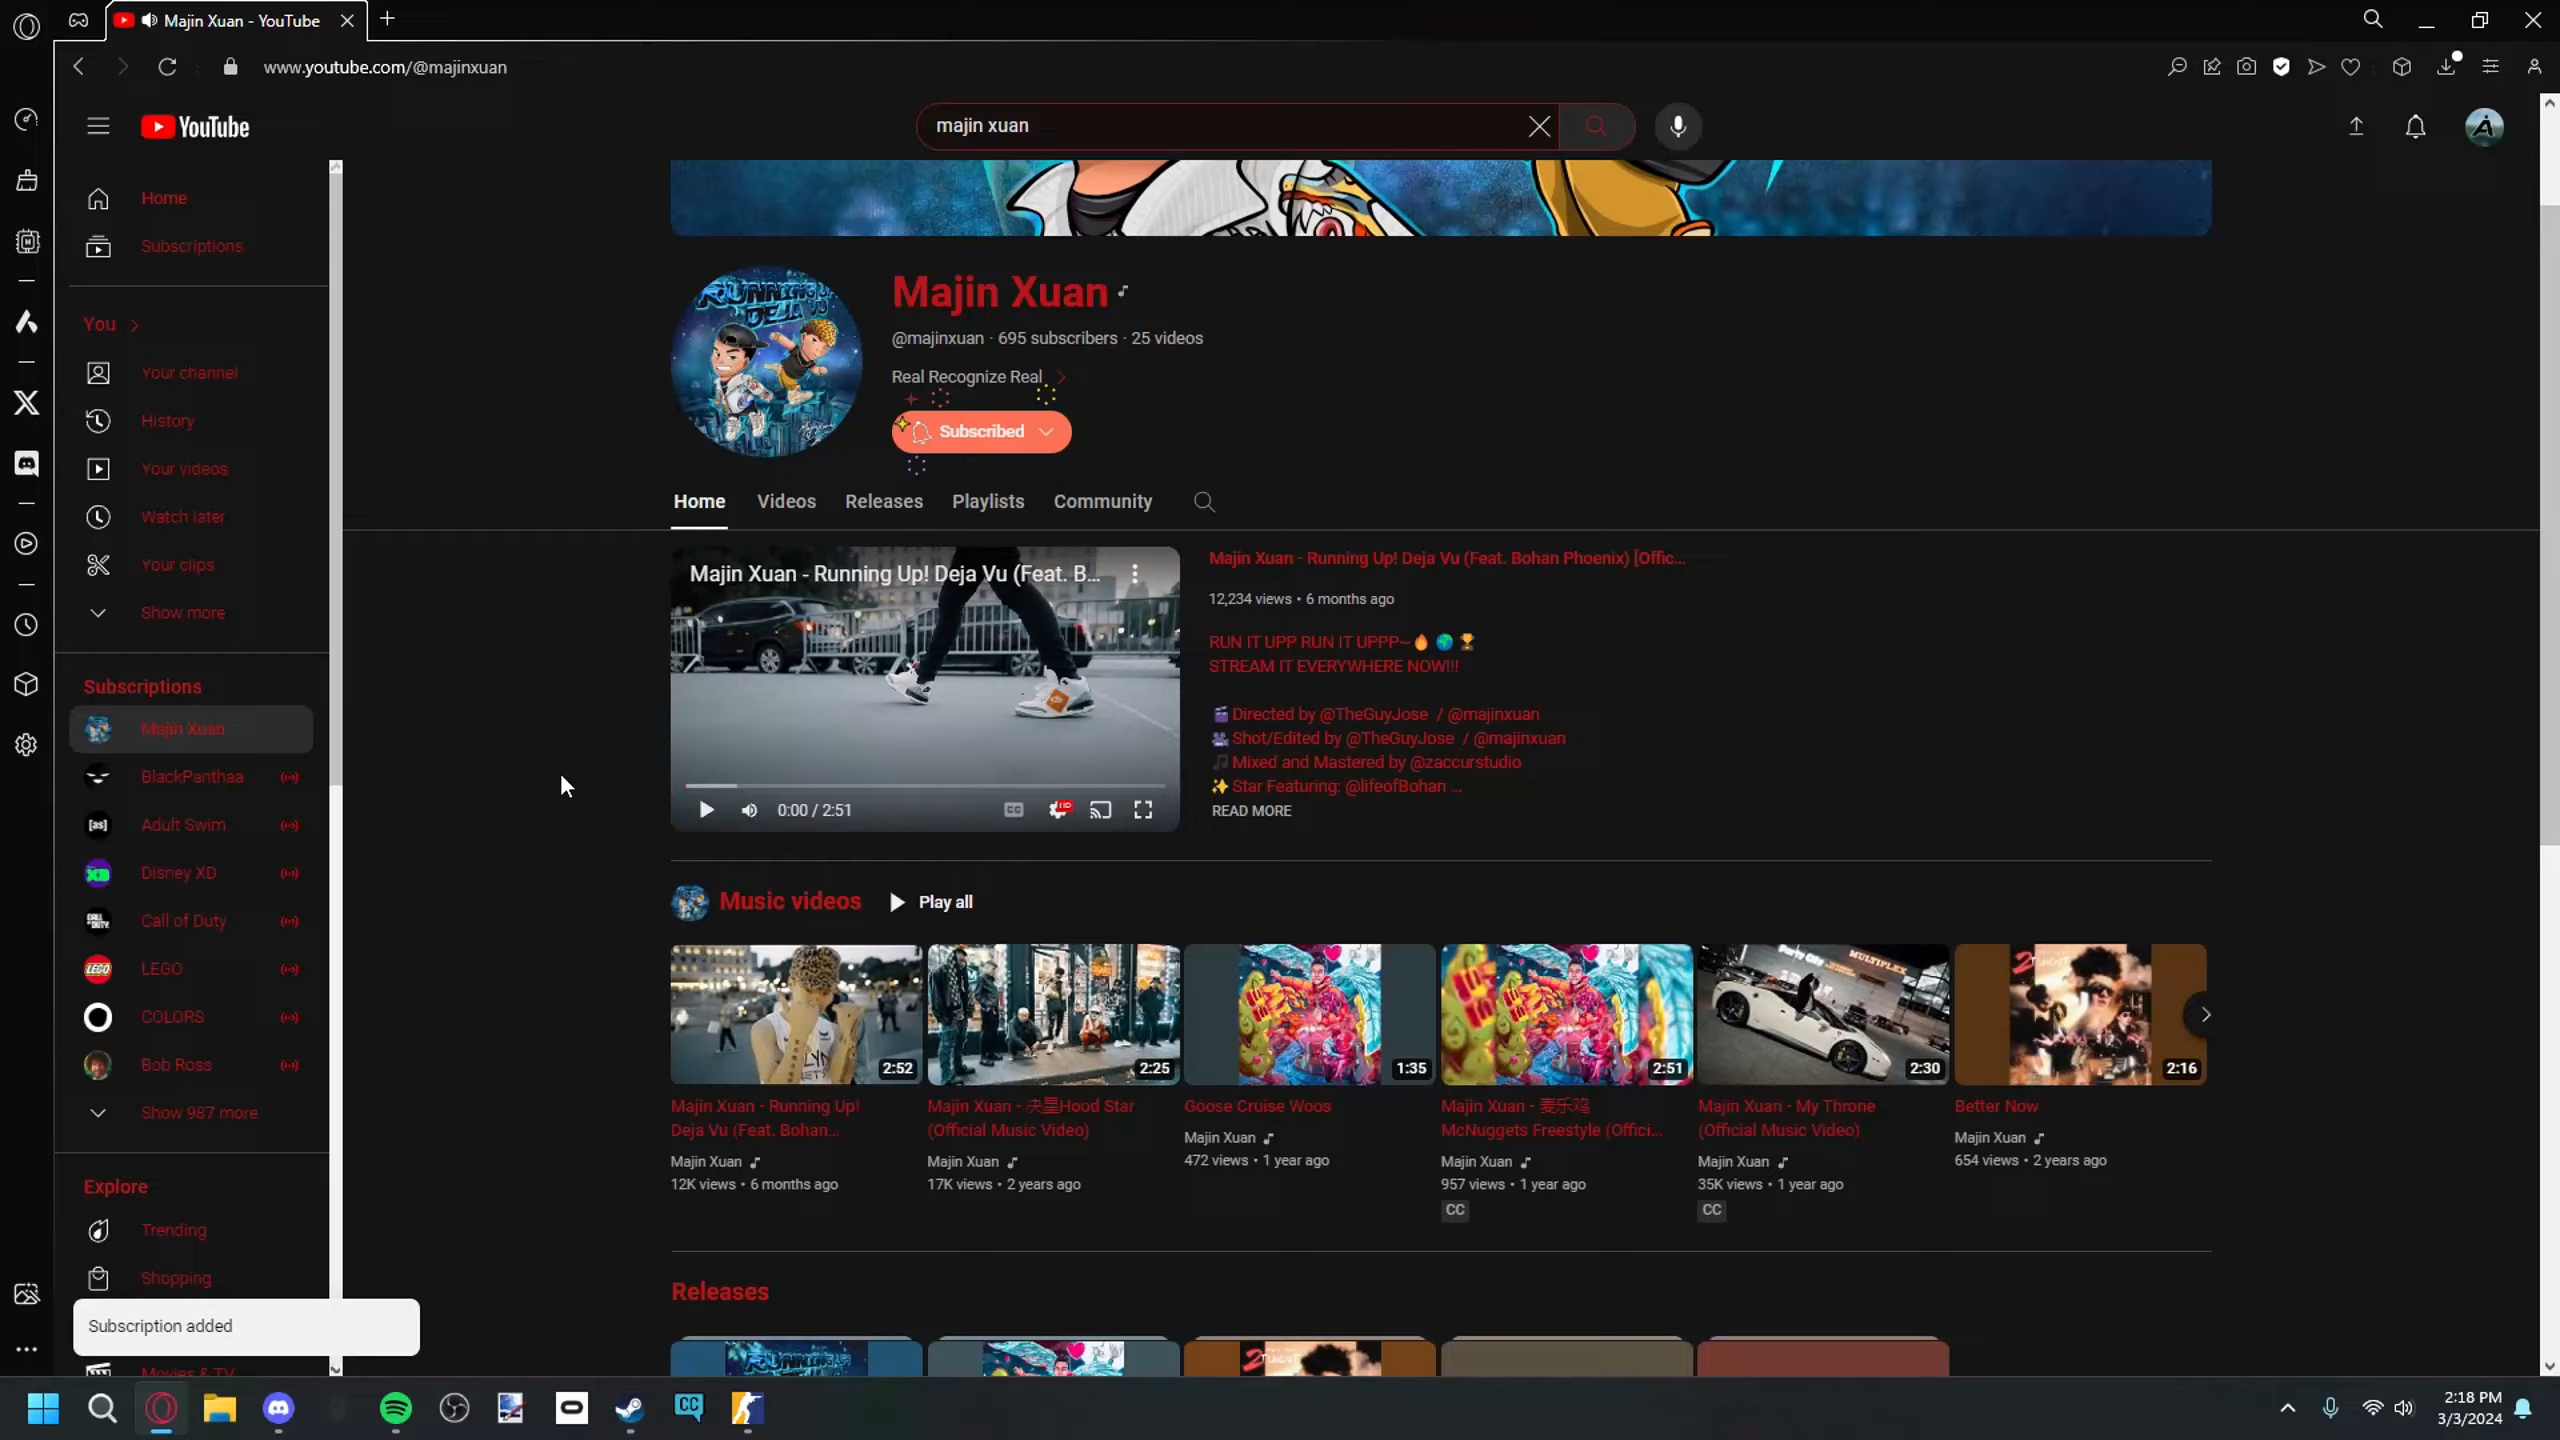 Majin Xuan - YouTube
www.youtube.com/@majinxuan
YouTube
majin xuan
Home
Subscriptions
You
Your channel
History
Your videos
Watch later
Your clips
Show more
Subscriptions
Majin Xuan
BlackPanthaa
Adult Swim
Disney XD
Call of Duty
LEGO
COLORS
Bob Ross
Show 987 more
Explore
Trending
Shopping
Movies & TV
Subscription added
RUNNING UP
DEJA VU
Majin Xuan
@majinxuan · 695 subscribers · 25 videos
Real Recognize Real
Subscribed
Home Videos Releases Playlists Community
Majin Xuan - Running Up! Deja Vu (Feat. B...
0:00 / 2:51
CC
HD
Majin Xuan - Running Up! Deja Vu (Feat. Bohan Phoenix) [Offic...
12,234 views • 6 months ago
RUN IT UPP RUN IT UPPP~🔥🌍🏆
STREAM IT EVERYWHERE NOW!!!
🎬Directed by @TheGuyJose / @majinxuan
🎥Shot/Edited by @TheGuyJose / @majinxuan
🎵Mixed and Mastered by @zaccurstudio
✨Star Featuring: @lifeofBohan ...
READ MORE
Music videos
Play all
2:52
Majin Xuan - Running Up!
Deja Vu (Feat. Bohan...
Majin Xuan
12K views • 6 months ago
2:25
Majin Xuan - 决星Hood Star
(Official Music Video)
Majin Xuan
17K views • 2 years ago
1:35
Goose Cruise Woos
Majin Xuan
472 views • 1 year ago
2:51
Majin Xuan - 麦乐鸡
McNuggets Freestyle (Offici...
Majin Xuan
957 views • 1 year ago
CC
Party City
MULTIPLEX
2:30
Majin Xuan - My Throne
(Official Music Video)
Majin Xuan
35K views • 1 year ago
CC
2:16
Better Now
Majin Xuan
654 views • 2 years ago
Releases
2:18 PM
3/3/2024